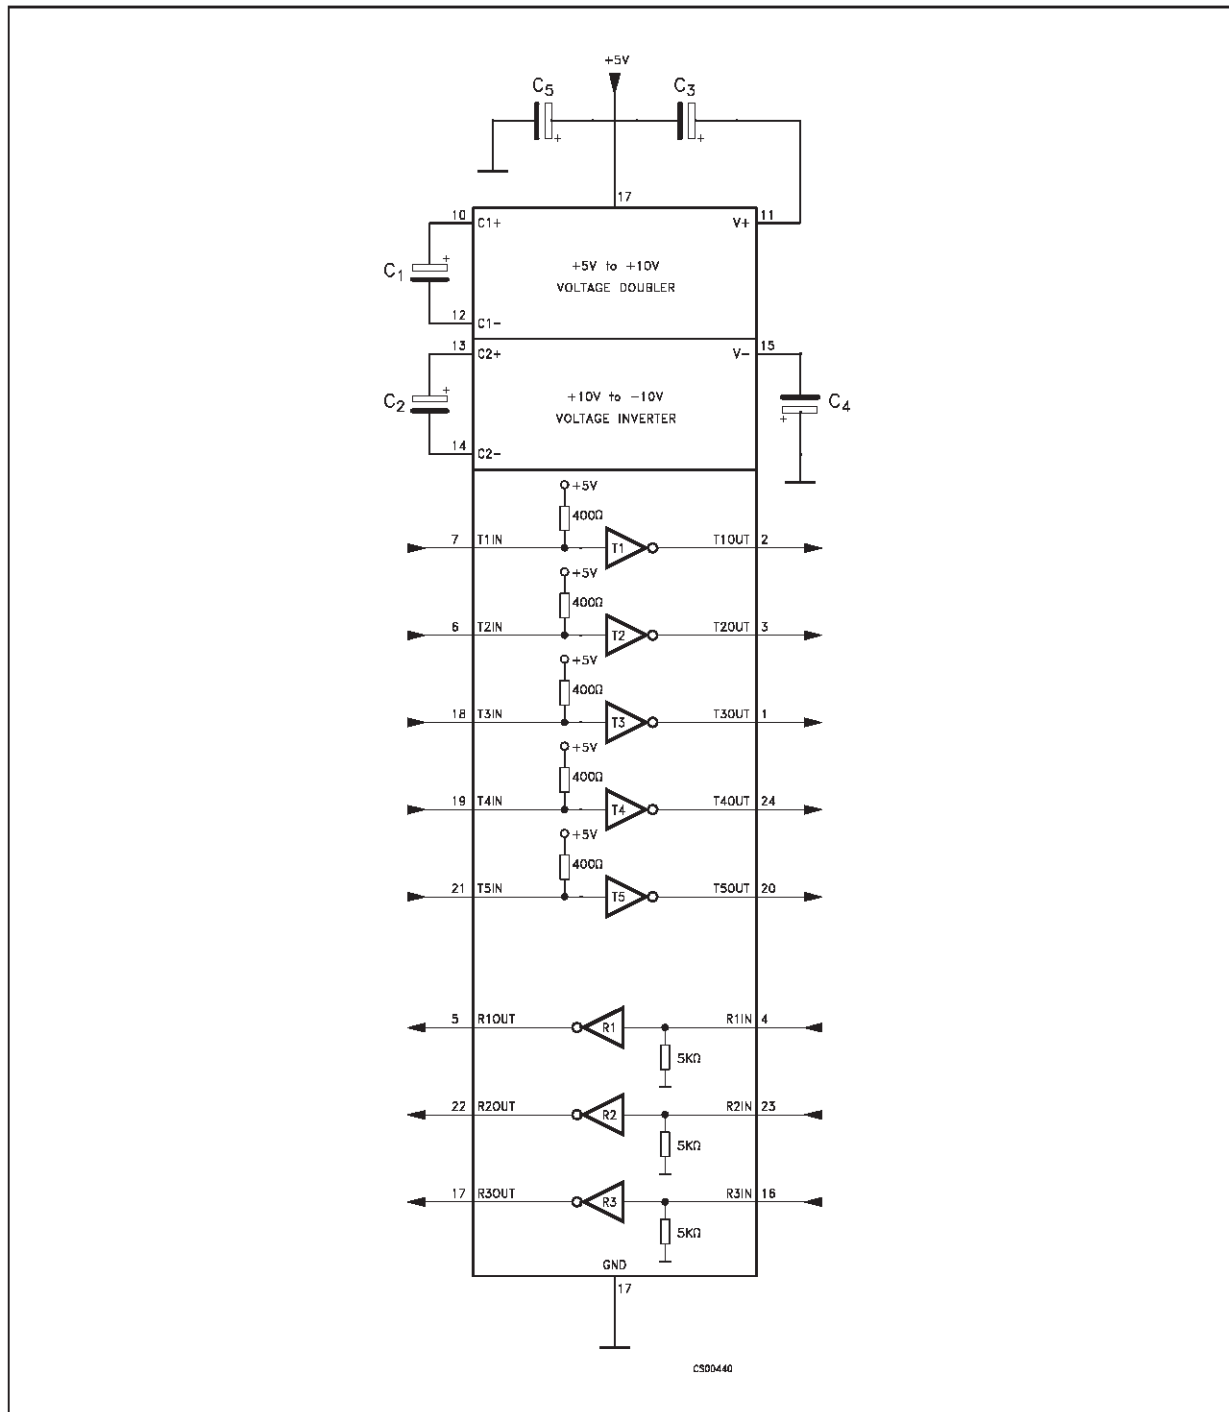 +5V
C5 C3
+ +
17
10 C1+ V+ 11
+
C1
+5V to +10V
VOLTAGE DOUBLER
12 C1-
13 C2+ V- 15
+
C2
+10V to -10V
VOLTAGE INVERTER
C4
+
14 C2-
+5V
400Ω
7 T1IN T1 T1OUT 2
+5V
400Ω
6 T2IN T2 T2OUT 3
+5V
400Ω
18 T3IN T3 T3OUT 1
+5V
400Ω
19 T4IN T4 T4OUT 24
+5V
400Ω
21 T5IN T5 T5OUT 20
5 R1OUT R1 R1IN 4
5KΩ
22 R2OUT R2 R2IN 23
5KΩ
17 R3OUT R3 R3IN 16
5KΩ
GND
17
CS00440